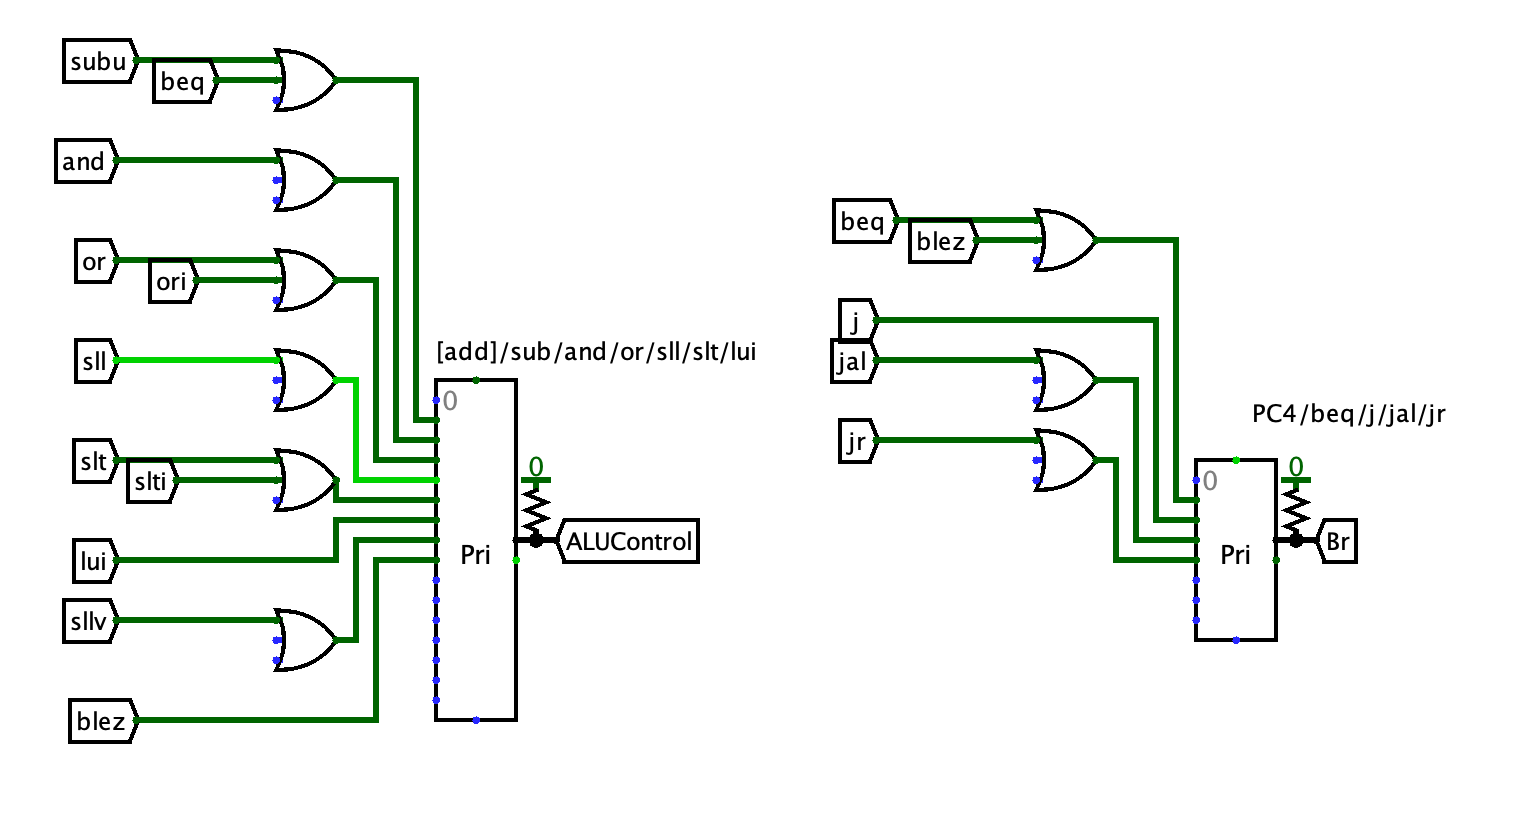 subu
beq
and
or
ori
sll
slt
slti
lui
sllv
blez
[add]/sub/and/or/sll/slt/lui
0
Pri
0
ALUControl
beq
blez
j
jal
jr
PC4/beq/j/jal/jr
0
Pri
0
Br